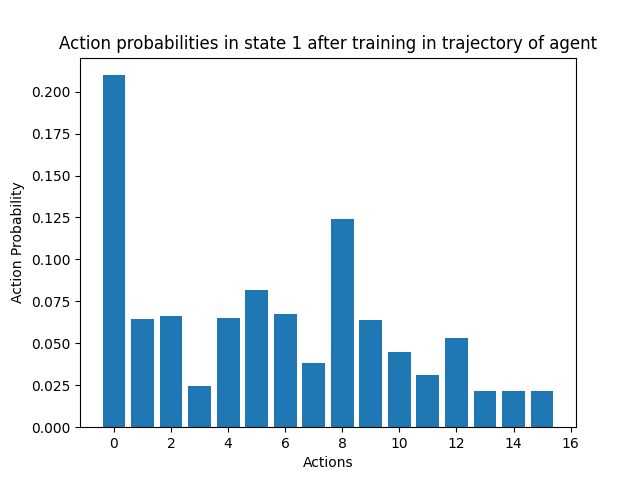 Action probabilities in state 1 after training in trajectory of agent
0.200
0.175
0.150
0.125
0.100
0.075
0.050
0.025
0.000
Action Probability
0 2 4 6 8 10 12 14 16
Actions